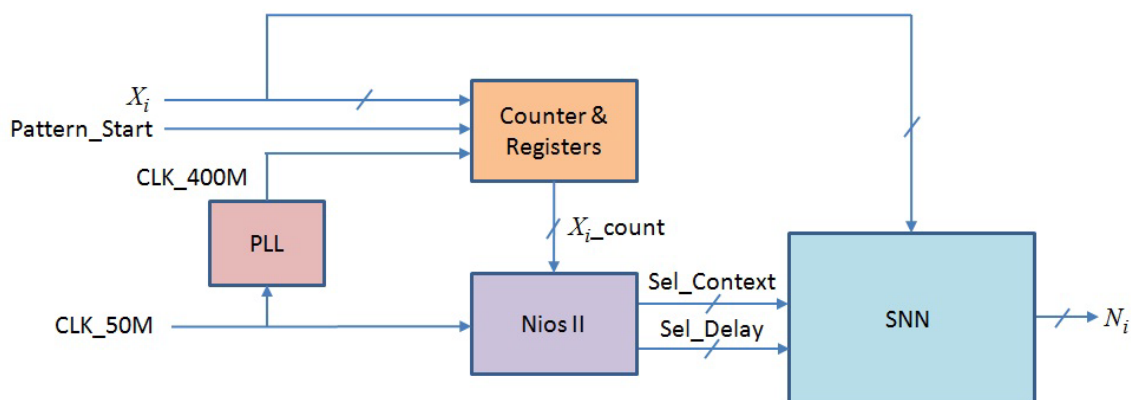 Xi
Pattern_Start
Counter &
Registers
CLK_400M
PLL
Xi_count
CLK_50M
Nios II
Sel_Context
Sel_Delay
SNN
Ni